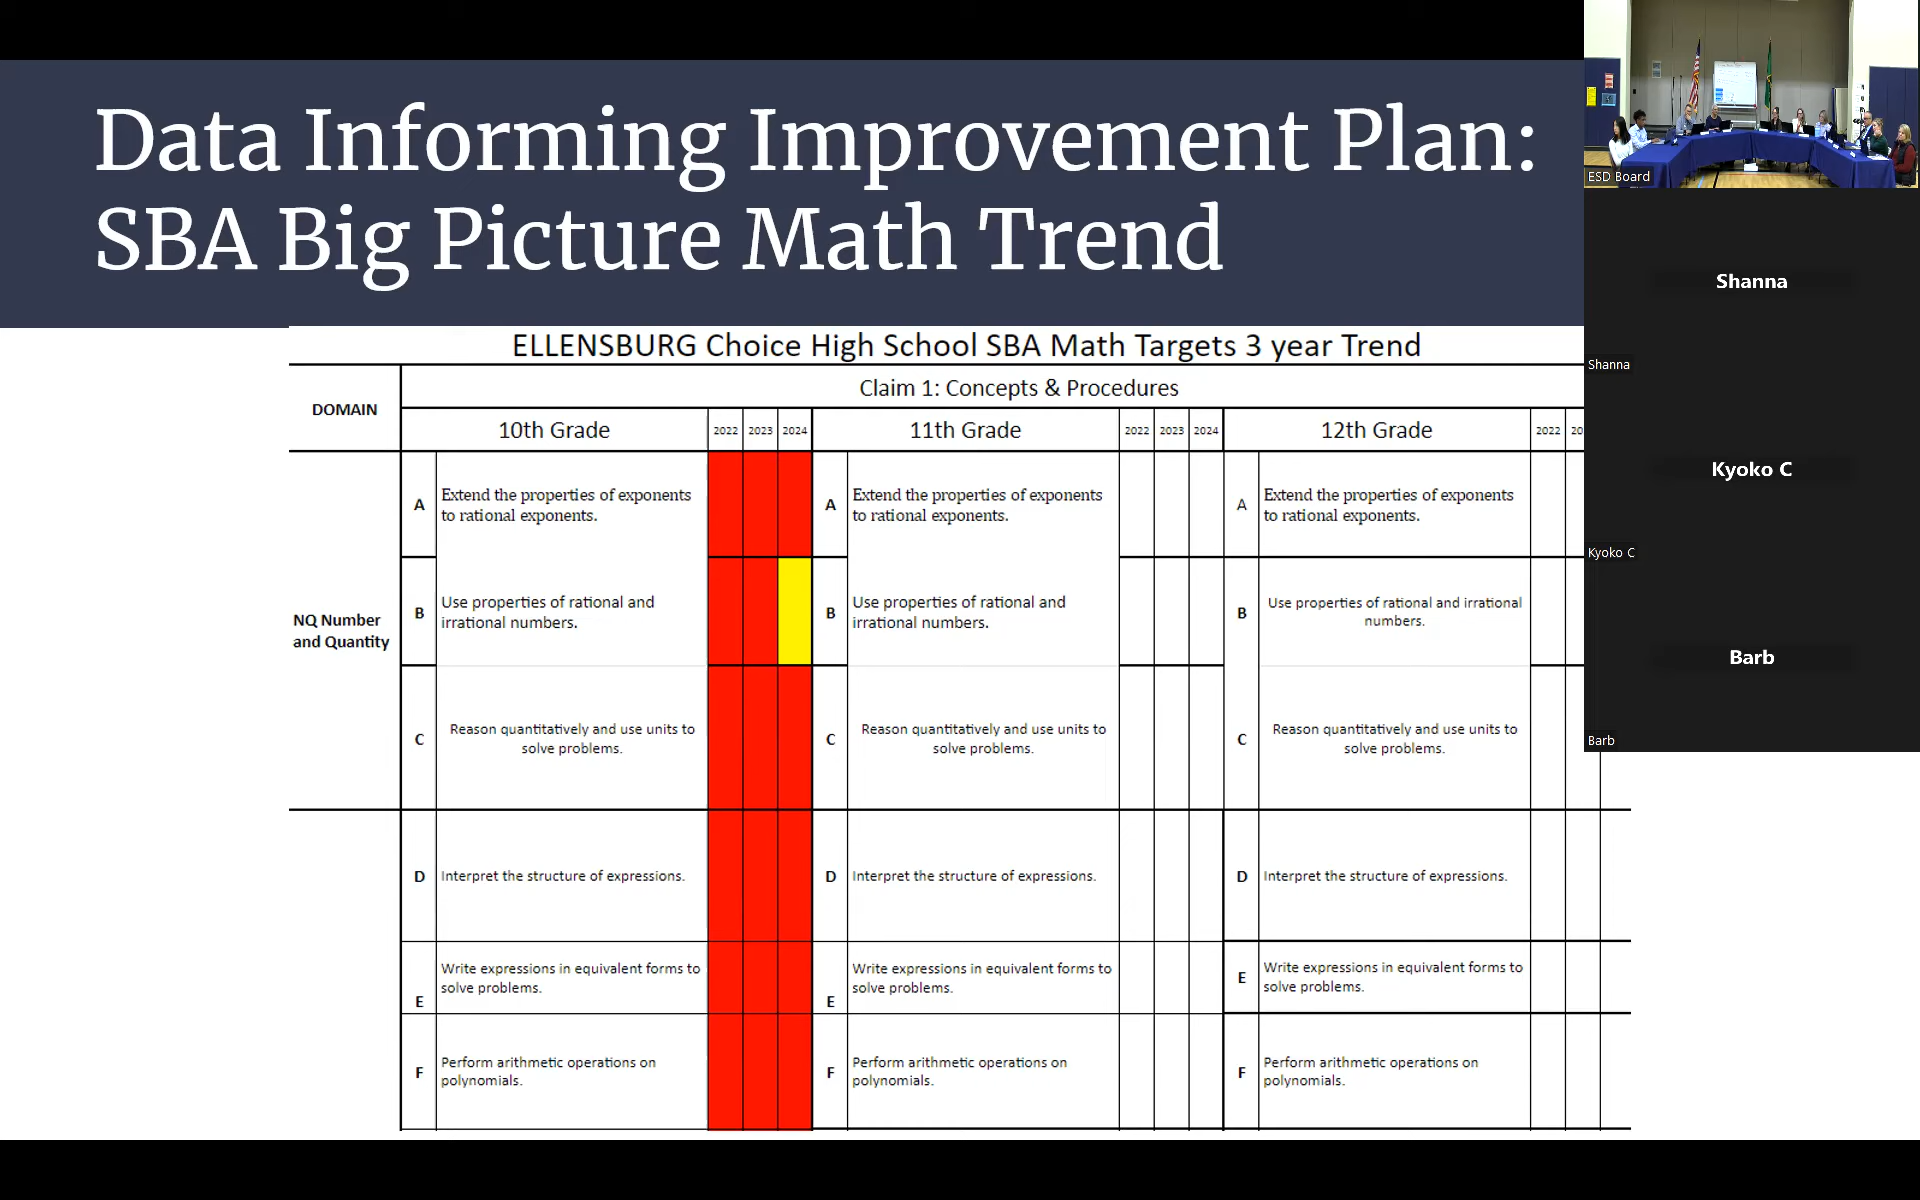 Data Informing Improvement Plan:
SBA Big Picture Math Trend
ELLENSBURG Choice High School SBA Math Targets 3 year Trend
DOMAIN
Claim 1: Concepts & Procedures
10th Grade
2022 2023 2024
11th Grade
2022 2023 2024
12th Grade
2022 20
NQ Number
and Quantity
A
Extend the properties of exponents
to rational exponents.
A
Extend the properties of exponents
to rational exponents.
A
Extend the properties of exponents
to rational exponents.
B
Use properties of rational and
irrational numbers.
B
Use properties of rational and
irrational numbers.
B
Use properties of rational and irrational
numbers.
C
Reason quantitatively and use units to
solve problems.
C
Reason quantitatively and use units to
solve problems.
C
Reason quantitatively and use units to
solve problems.
D
Interpret the structure of expressions.
D
Interpret the structure of expressions.
D
Interpret the structure of expressions.
E
Write expressions in equivalent forms to
solve problems.
E
Write expressions in equivalent forms to
solve problems.
E
Write expressions in equivalent forms to
solve problems.
F
Perform arithmetic operations on
polynomials.
F
Perform arithmetic operations on
polynomials.
F
Perform arithmetic operations on
polynomials.
ESD Board
Shanna
Shanna
Kyoko C
Kyoko C
Barb
Barb